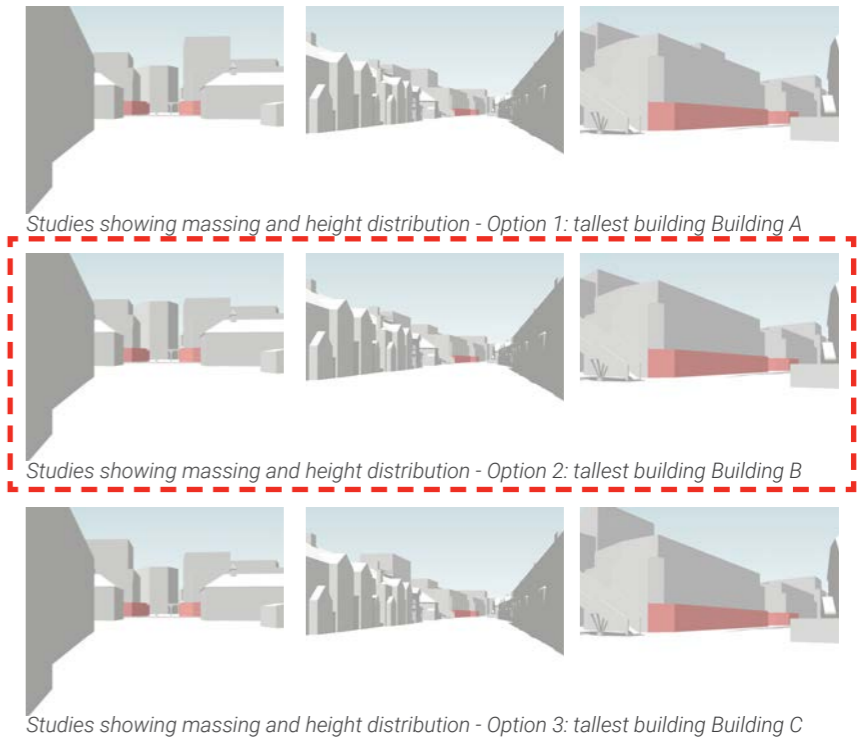 Studies showing massing and height distribution - Option 1: tallest building Building A
Studies showing massing and height distribution - Option 2: tallest building Building B
Studies showing massing and height distribution - Option 3: tallest building Building C